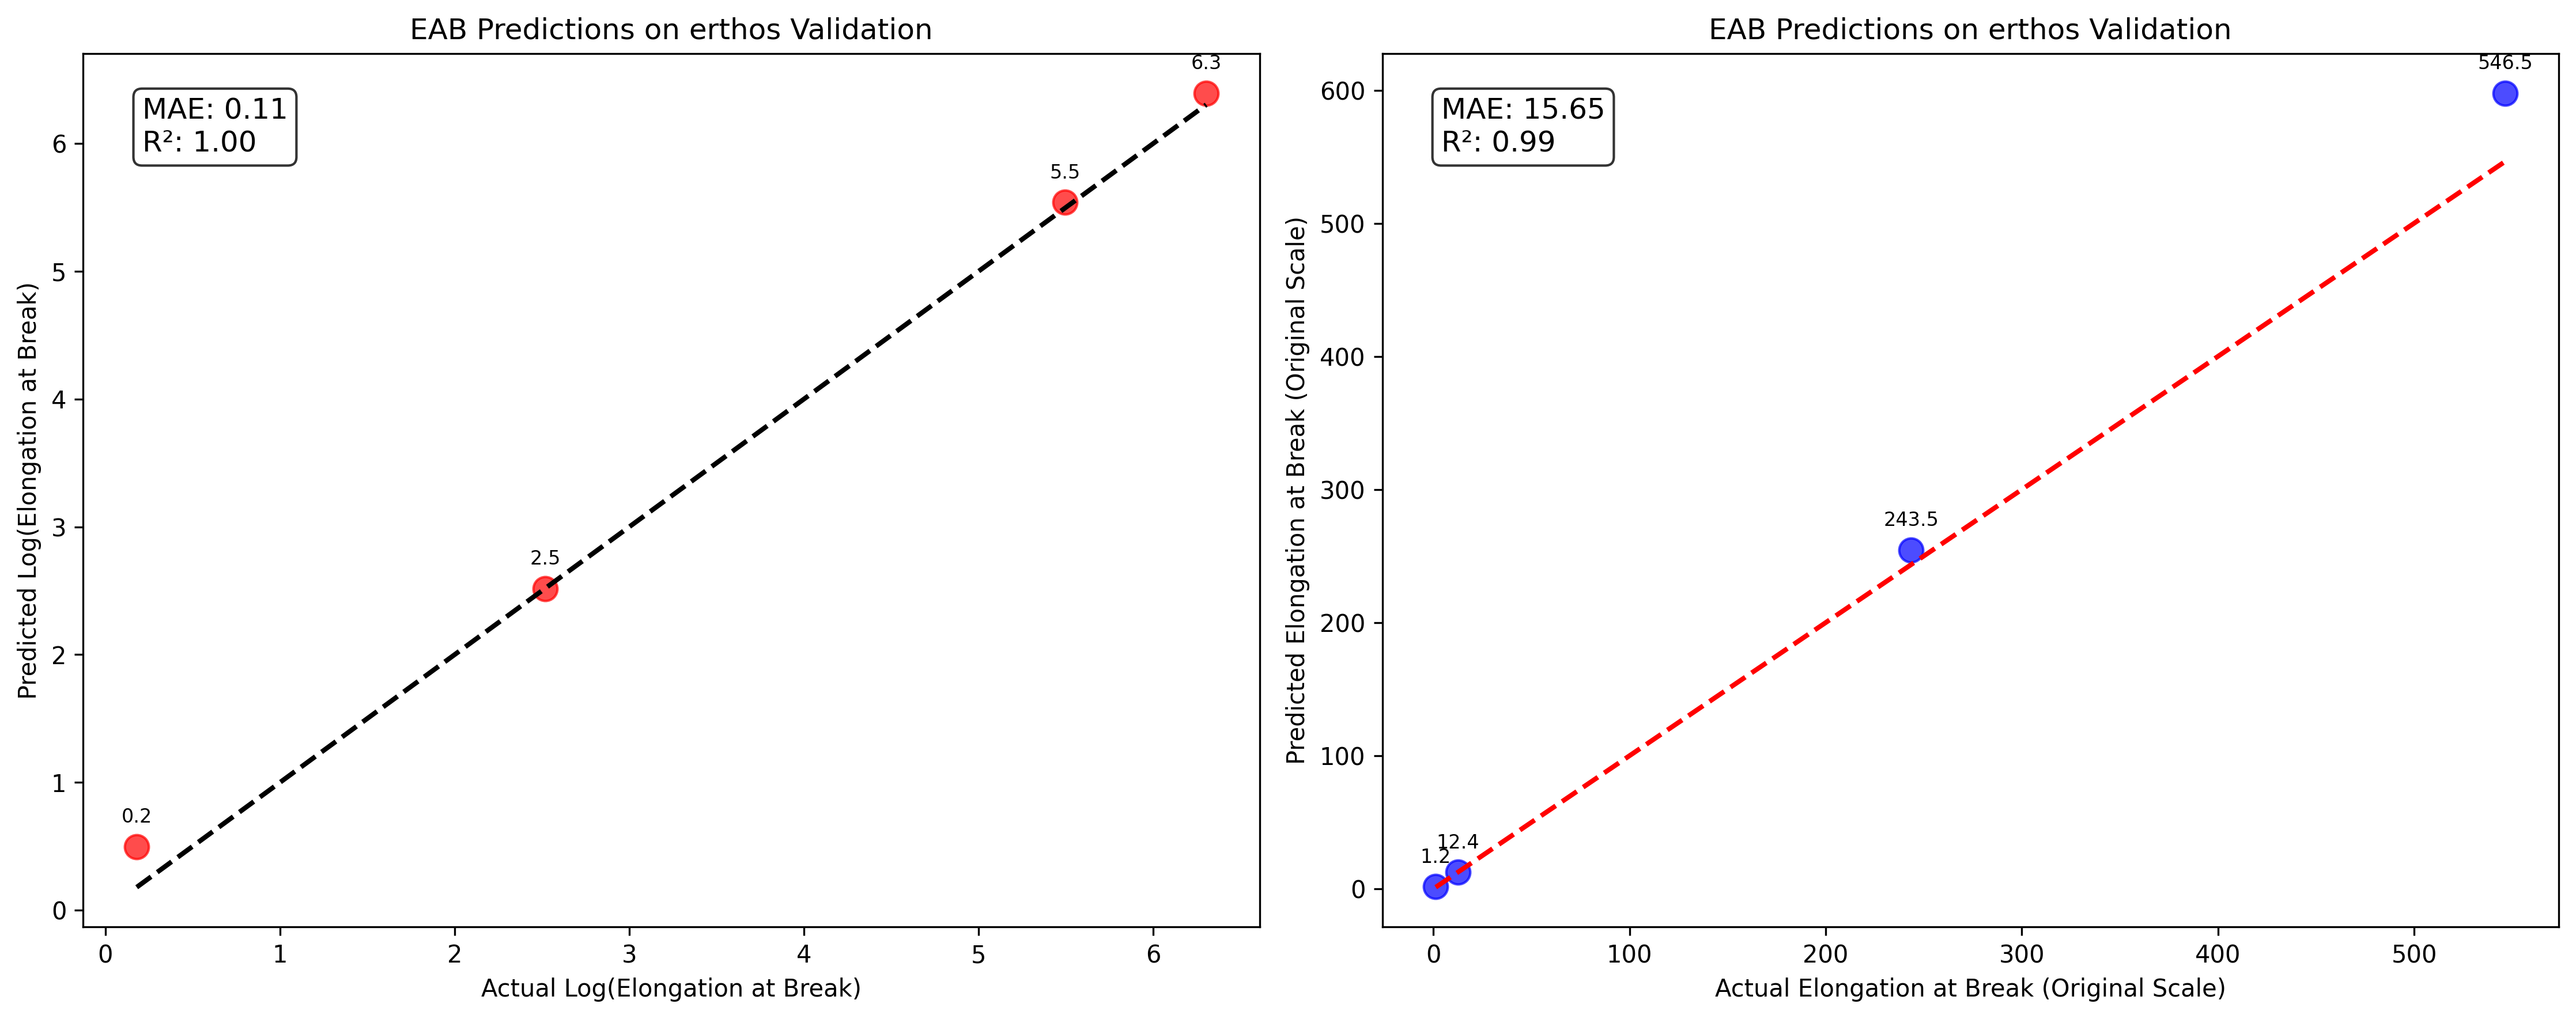 EAB Predictions on erthos Validation
MAE: 0.11
R²: 1.00
6.3
5.5
2.5
0.2
6
5
4
3
2
1
0
0 1 2 3 4 5 6
Predicted Log(Elongation at Break)
Actual Log(Elongation at Break)
EAB Predictions on erthos Validation
MAE: 15.65
R²: 0.99
546.5
243.5
12.4
1.2
600
500
400
300
200
100
0
0 100 200 300 400 500
Predicted Elongation at Break (Original Scale)
Actual Elongation at Break (Original Scale)